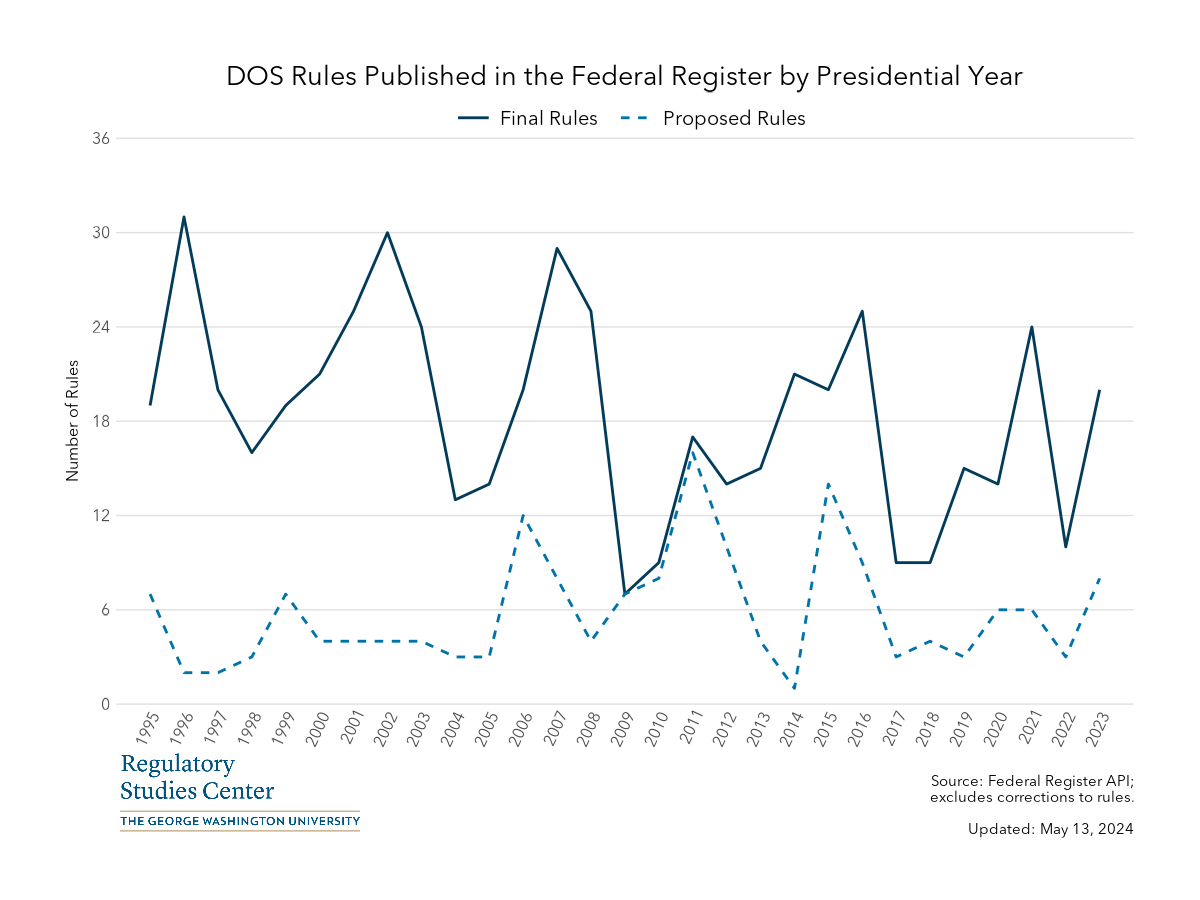 DOS Rules Published in the Federal Register by Presidential Year
Final Rules Proposed Rules
36
30
24
18
12
6
0
Number of Rules
1995 1996 1997 1998 1999 2000 2001 2002 2003 2004 2005 2006 2007 2008 2009 2010 2011 2012 2013 2014 2015 2016 2017 2018 2019 2020 2021 2022 2023
Regulatory
Studies Center
THE GEORGE WASHINGTON UNIVERSITY
Source: Federal Register API;
excludes corrections to rules.
Updated: May 13, 2024